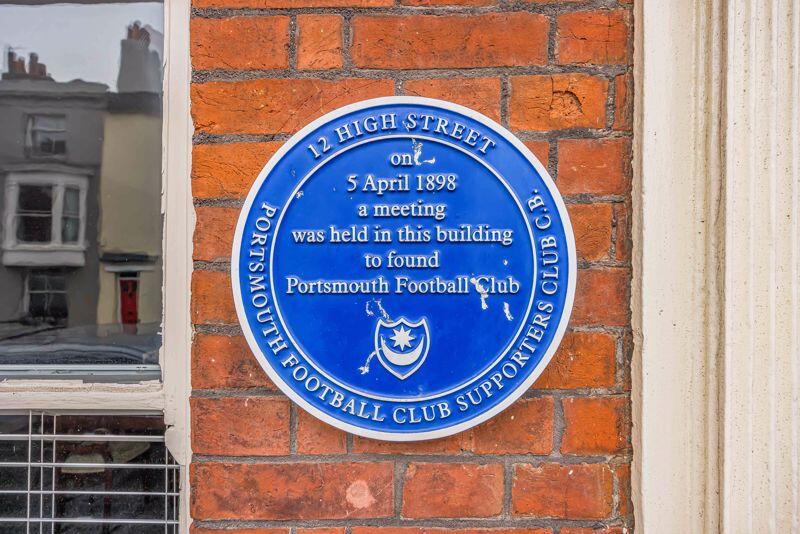 12 HIGH STREET
on
5 April 1898
a meeting
was held in this building
to found
Portsmouth Football Club
PORTSMOUTH FOOTBALL CLUB SUPPORTERS CLUB C.B.